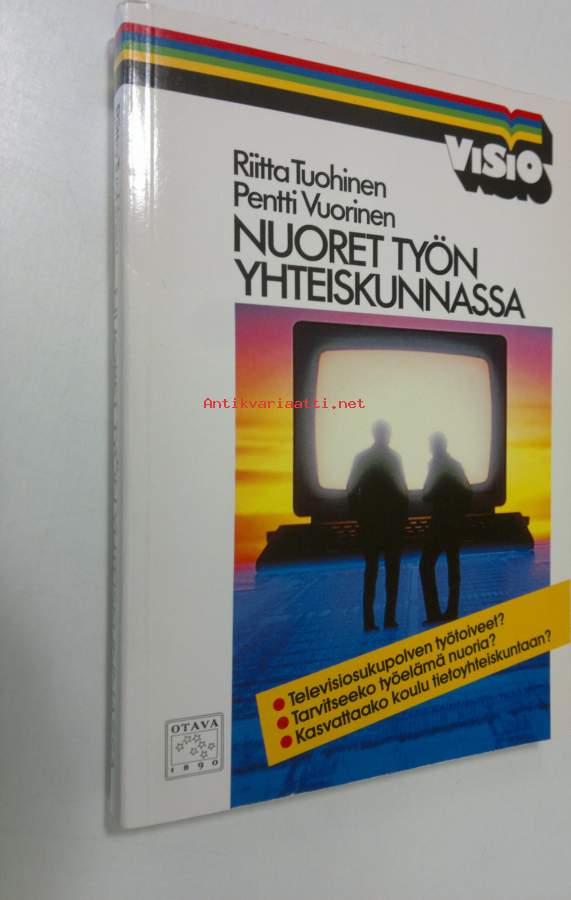 VISIO
Riitta Tuohinen
Pentti Vuorinen
NUORET TYÖN
YHTEISKUNNASSA
Antikvariaatti.net
• Televisiosukupolven työtoiveet?
• Tarvitseeko työelämä nuoria?
• Kasvattaako koulu tietoyhteiskuntaan?
OTAVA
1890